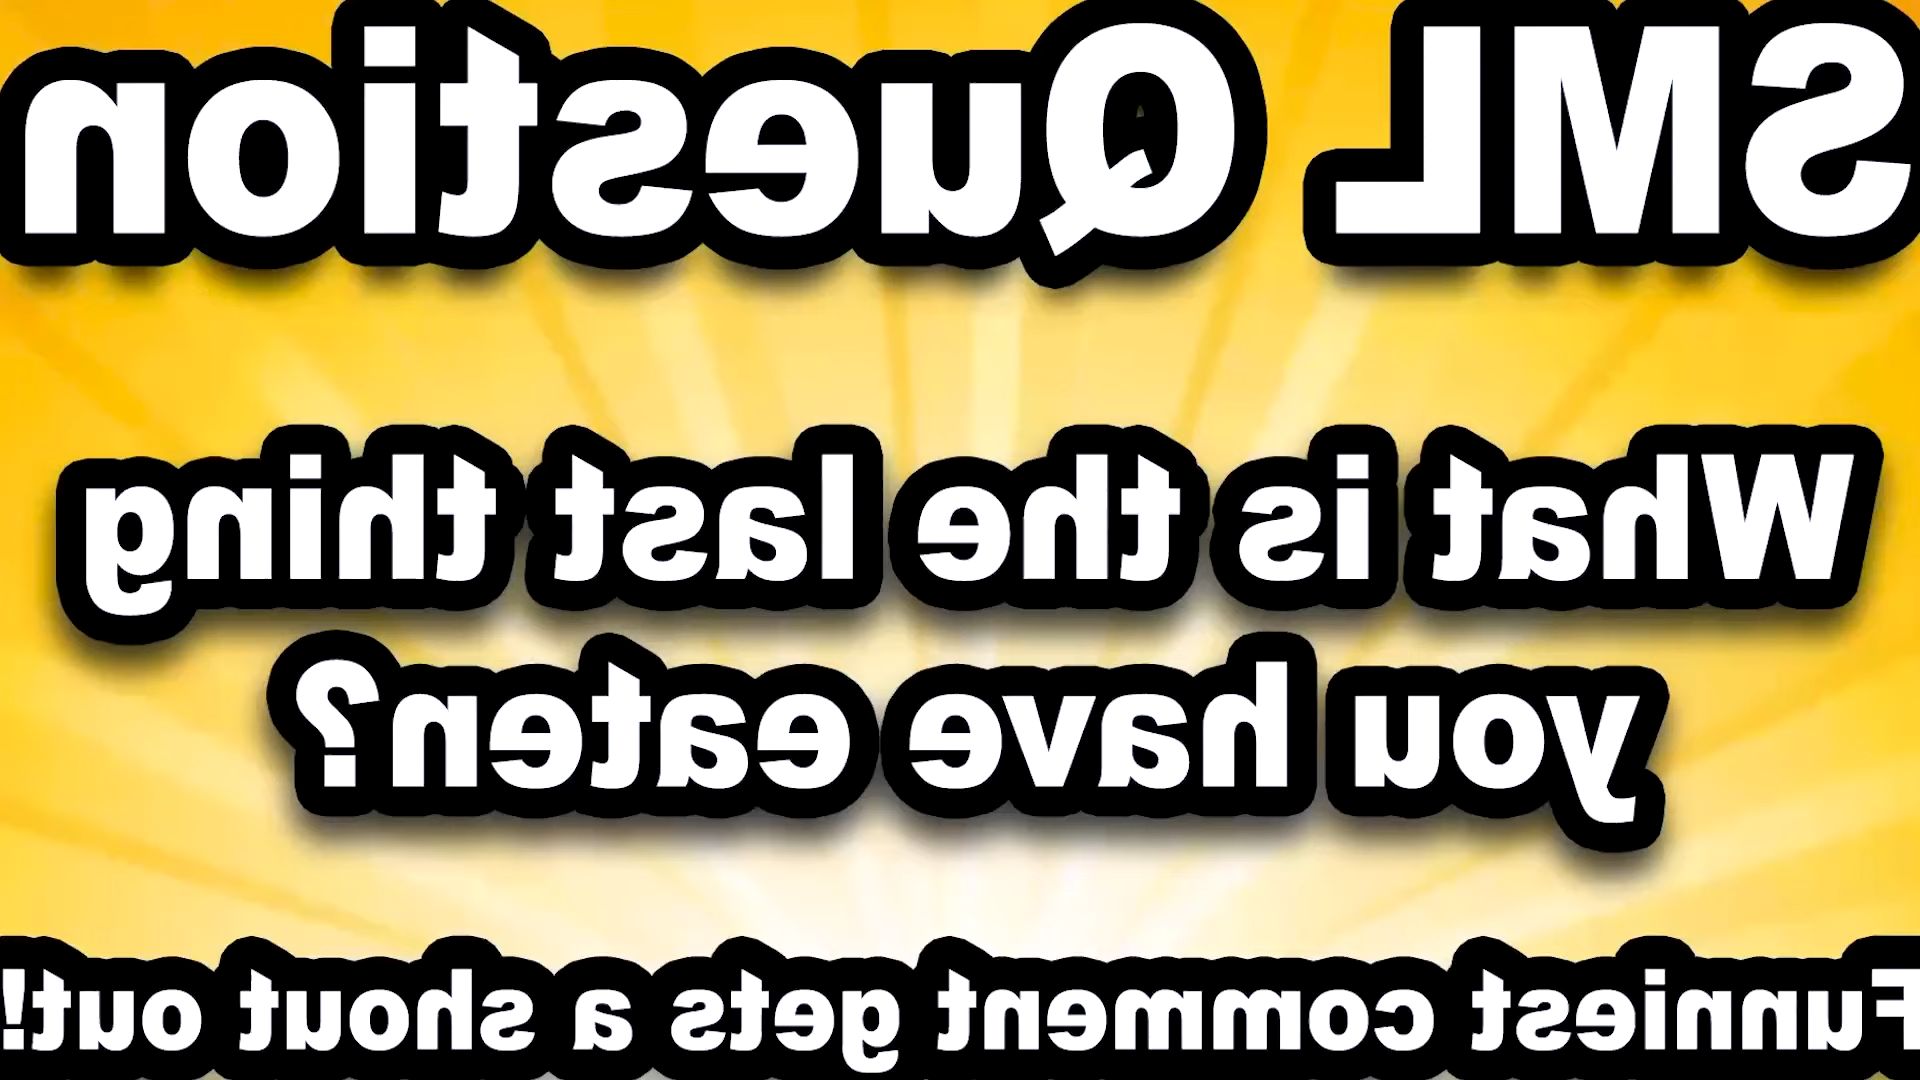 SML Question
What is the last thing
you have eaten?
Funniest comment gets a shout out!